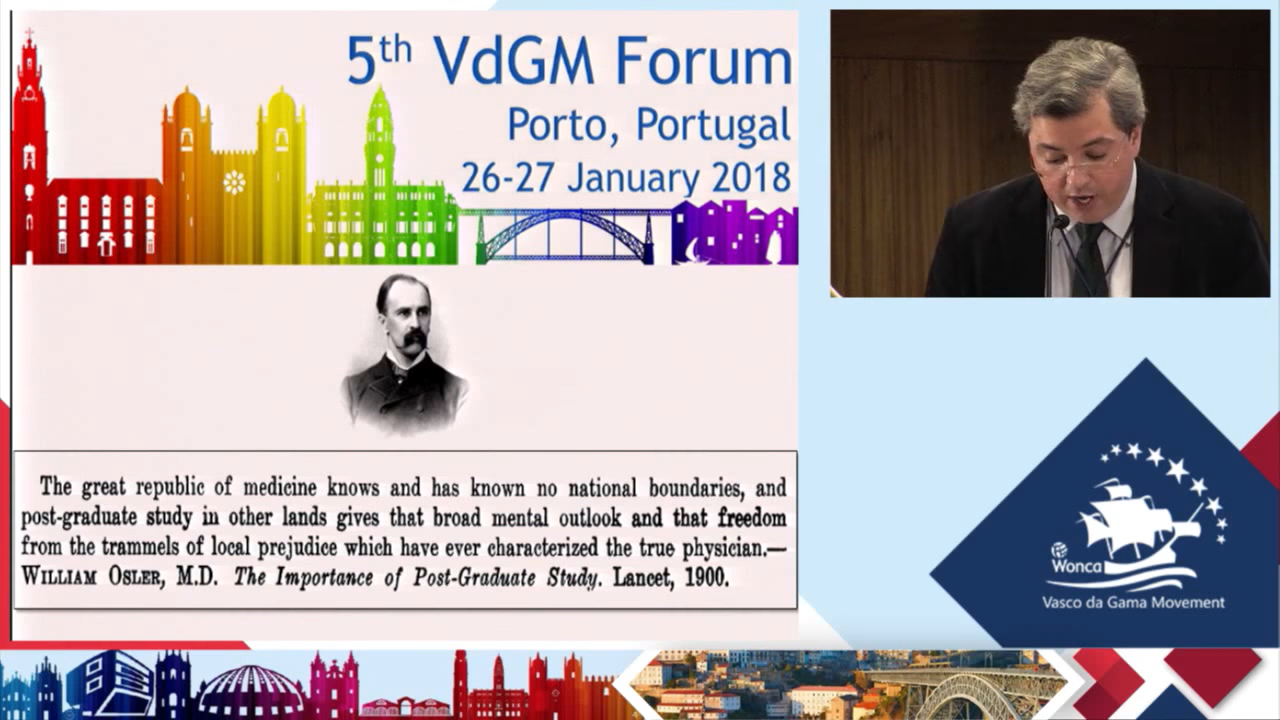 5th VdGM Forum
Porto, Portugal
26-27 January 2018
The great republic of medicine knows and has known no national boundaries, and
post-graduate study in other lands gives that broad mental outlook and that freedom
from the trammels of local prejudice which have ever characterized the true physician.—
WILLIAM OSLER, M.D. The Importance of Post-Graduate Study. Lancet, 1900.
Wonca
Vasco da Gama Movement